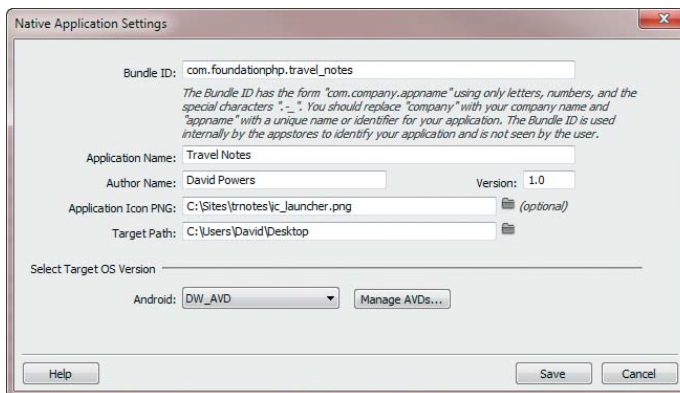 Native Application Settings
Bundle ID: com.foundationphp.travel_notes
The Bundle ID has the form "com.company.appname" using only letters, numbers, and the
special characters ".-_". You should replace "company" with your company name and
"appname" with a unique name or identifier for your application. The Bundle ID is used
internally by the appstores to identify your application and is not seen by the user.
Application Name: Travel Notes
Author Name: David Powers Version: 1.0
Application Icon PNG: C:\Sites\trnotes\ic_launcher.png (optional)
Target Path: C:\Users\David\Desktop
Select Target OS Version
Android: DW_AVD Manage AVDs...
Help Save Cancel